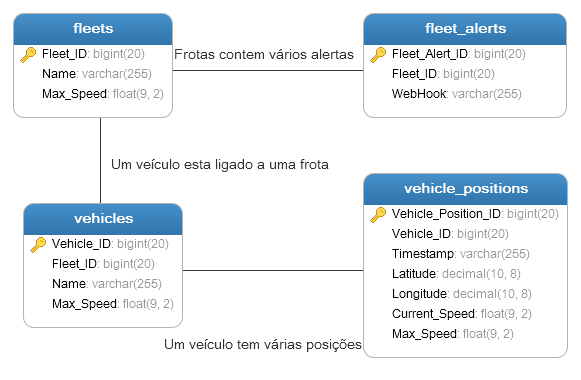 fleets
Fleet_ID: bigint(20)
Name: varchar(255)
Max_Speed: float(9, 2)
Frotas contem vários alertas
fleet_alerts
Fleet_Alert_ID: bigint(20)
Fleet_ID: bigint(20)
WebHook: varchar(255)
Um veículo esta ligado a uma frota
vehicles
Vehicle_ID: bigint(20)
Fleet_ID: bigint(20)
Name: varchar(255)
Max_Speed: float(9, 2)
vehicle_positions
Vehicle_Position_ID: bigint(20)
Vehicle_ID: bigint(20)
Timestamp: varchar(255)
Latitude: decimal(10, 8)
Longitude: decimal(10, 8)
Current_Speed: float(9, 2)
Max_Speed: float(9, 2)
Um veículo tem várias posições